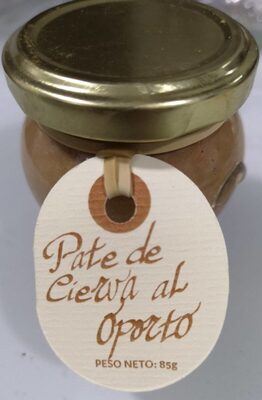 Pate de
Cierva al
Oporto
PESO NETO: 85g